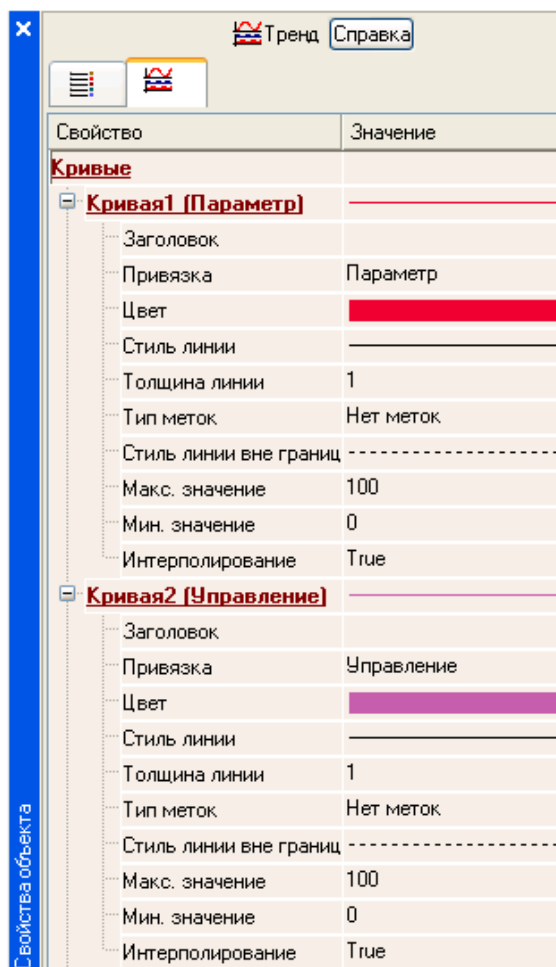 Тренд Справка
Свойство Значение
Кривые
Кривая1 (Параметр)
Заголовок
Привязка Параметр
Цвет
Стиль линии
Толщина линии 1
Тип меток Нет меток
Стиль линии вне границ
Макс. значение 100
Мин. значение 0
Интерполирование True
Кривая2 (Управление)
Заголовок
Привязка Управление
Цвет
Стиль линии
Толщина линии 1
Тип меток Нет меток
Стиль линии вне границ
Макс. значение 100
Мин. значение 0
Интерполирование True
Свойства объекта